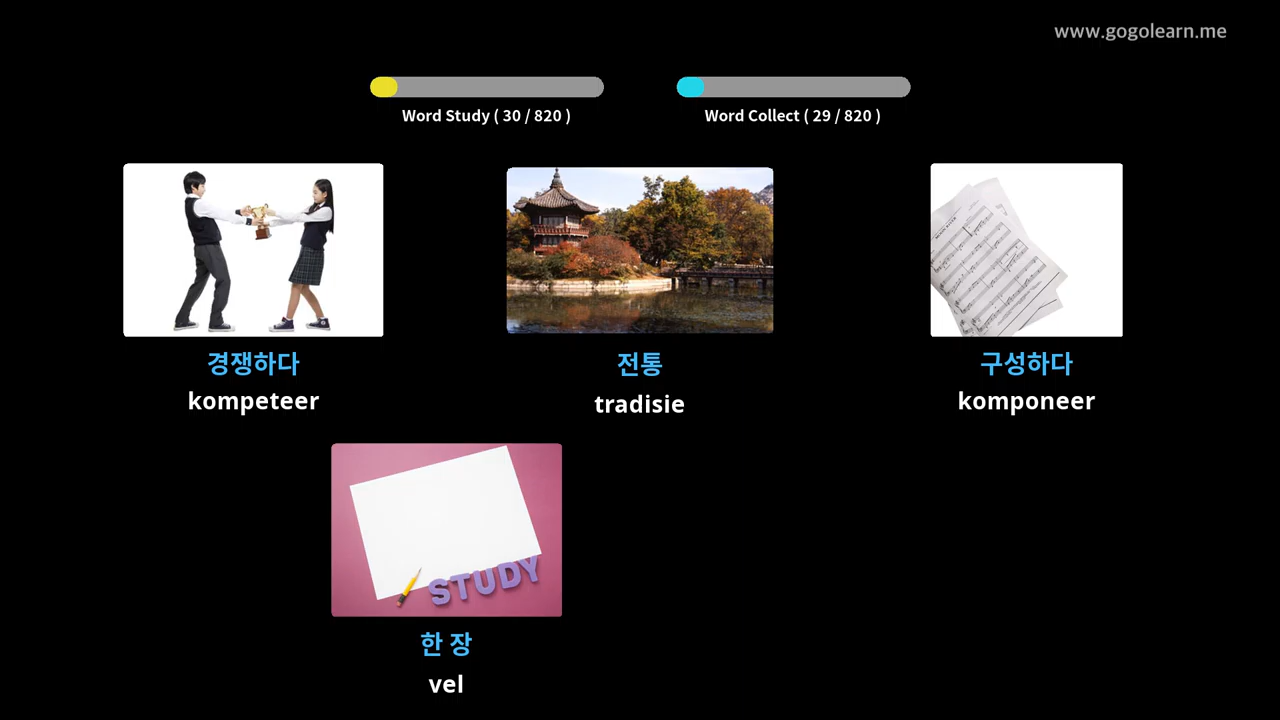 www.gogolearn.me
Word Study ( 30 / 820 )
Word Collect ( 29 / 820 )
경쟁하다
kompeteer
전통
tradisie
구성하다
komponeer
STUDY
한 장
vel